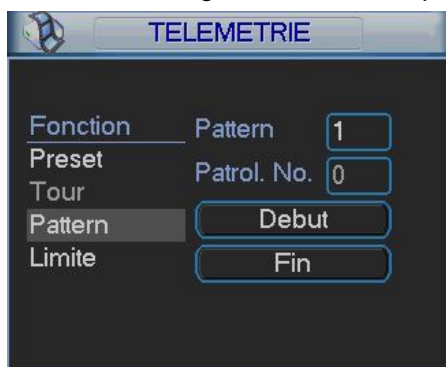 TELEMETRIE
Fonction
Preset
Tour
Pattern
Limite
Pattern 1
Patrol. No. 0
Debut
Fin